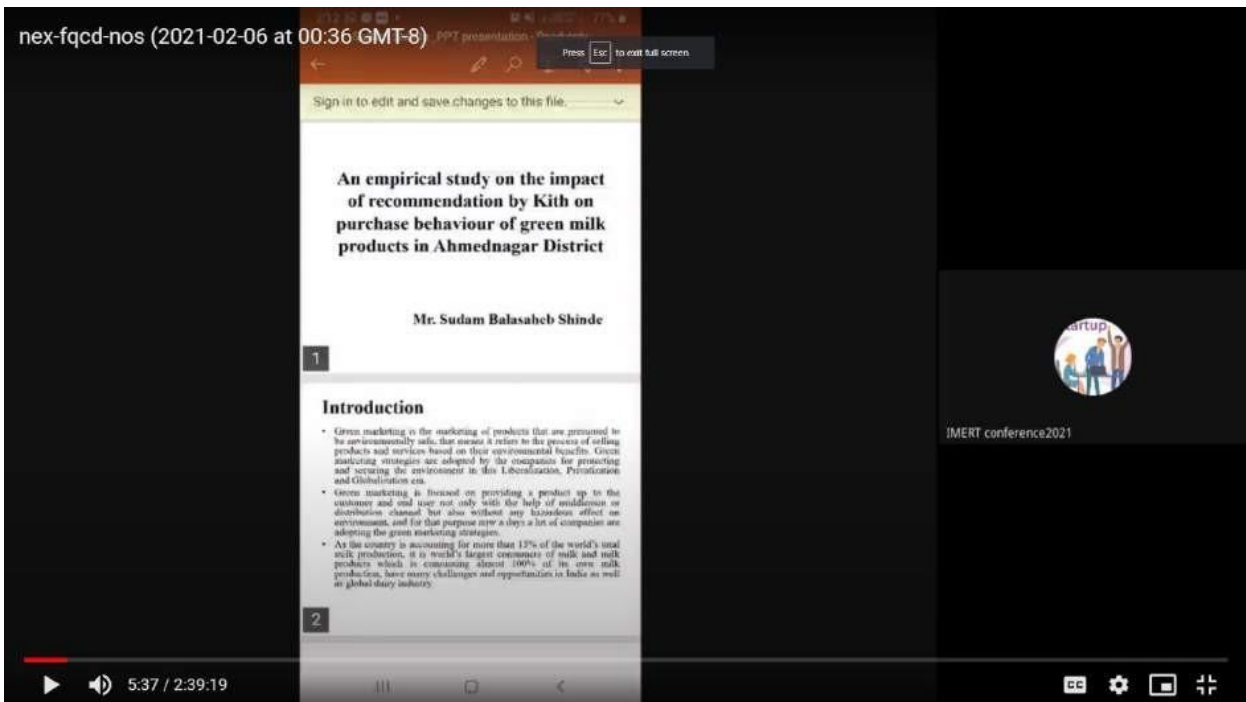 nex-fqcd-nos (2021-02-06 at 00:36 GMT-8)
PPT presentation -
Press Esc to exit full screen
Sign in to edit and save changes to this file.
An empirical study on the impact
of recommendation by Kith on
purchase behaviour of green milk
products in Ahmednagar District
Mr. Sudam Balasaheb Shinde
1
Introduction
• Green marketing is the marketing of products that are presumed to
be environmentally safe, that means it refers to the process of selling
products and services based on their environmental benefits. Green
marketing strategies are adopted by the companies for protecting
and securing the environment in this Liberalization, Privatization
and Globalization era.
• Green marketing is focused on providing a product up to the
customer and end user not only with the help of middleman or
distribution channel but also without any hazardous affect on
environment, and for that purpose now a days a lot of companies are
adopting the green marketing strategies.
• As the country is accounting for more than 13% of the world's total
milk production, it is world's largest consumers of milk and milk
products which is consuming almost 100% of its own milk
production, have many challenges and opportunities in India as well
as global dairy industry.
2
startup
IMERT conference2021
5:37 / 2:39:19
CC